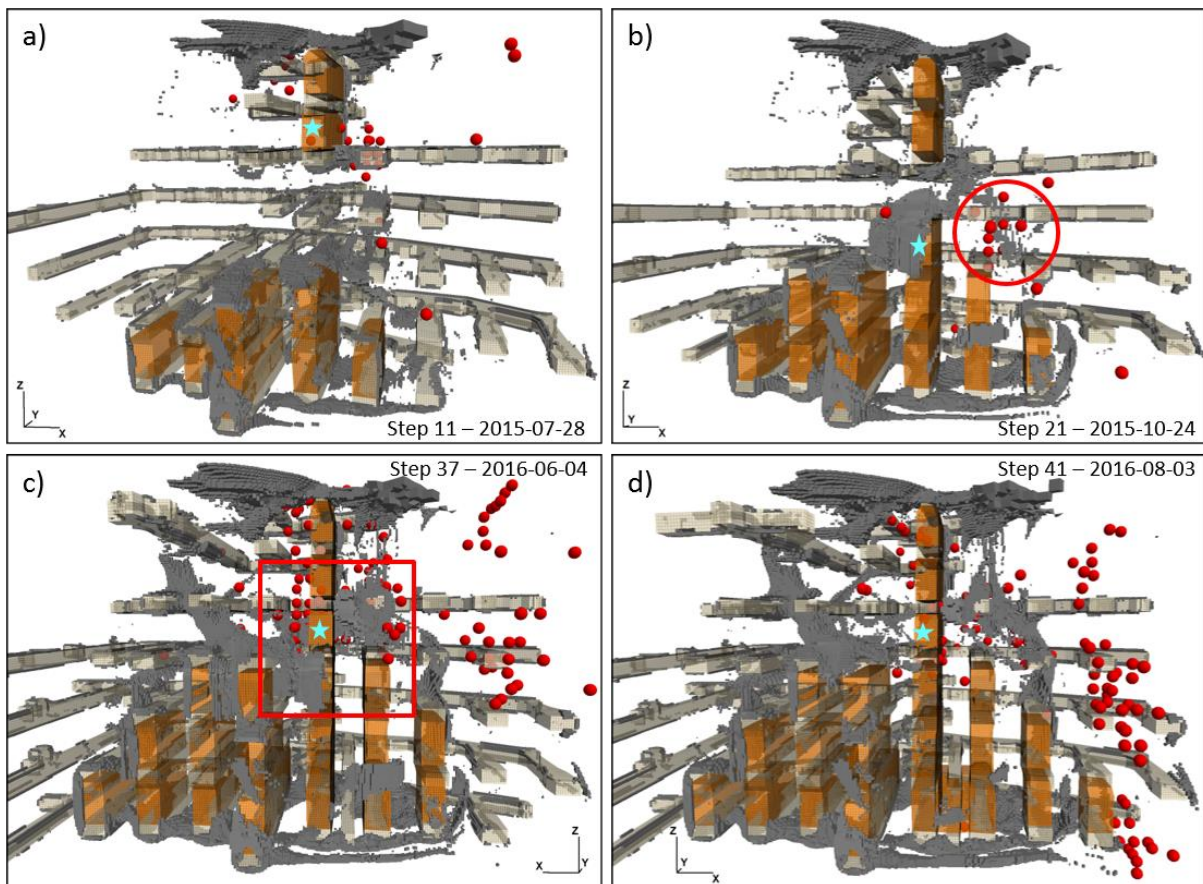 a)
Z
Y
X
Step 11 – 2015-07-28
b)
Z
Y
X
Step 21 – 2015-10-24
c)
Step 37 – 2016-06-04
Z
X
Y
d)
Step 41 – 2016-08-03
Z
Y
X